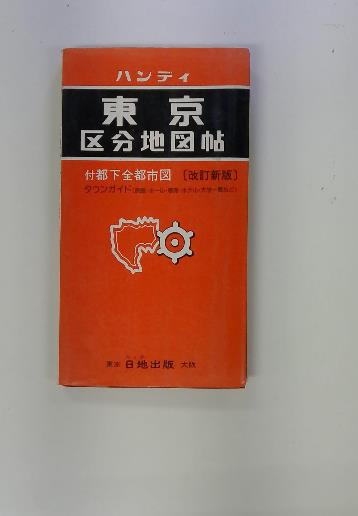 ハンディ
東京
区分地図帖
付都下全都市図〔改訂新版〕
タウンガイド
東京 日地出版 大阪